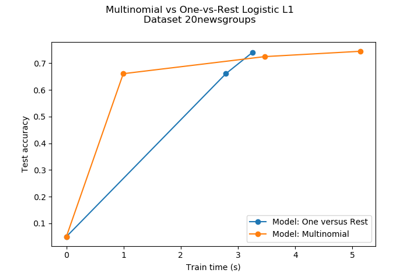 Multinomial vs One-vs-Rest Logistic L1
Dataset 20newsgroups
0.7
0.6
0.5
0.4
0.3
0.2
0.1
Test accuracy
Model: One versus Rest
Model: Multinomial
0 1 2 3 4 5
Train time (s)